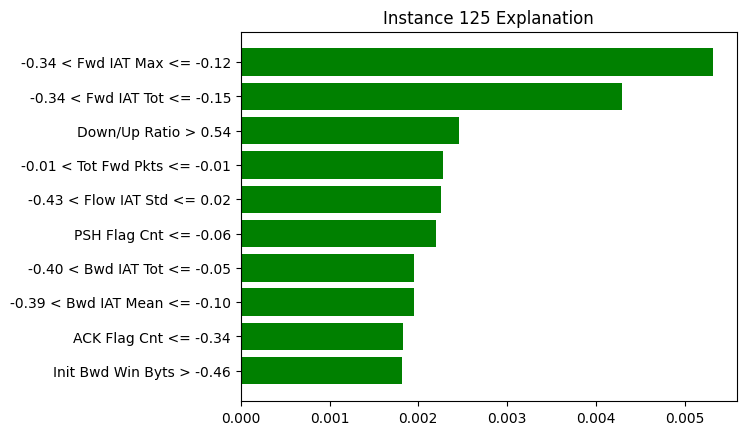 Instance 125 Explanation
-0.34 < Fwd IAT Max <= -0.12
-0.34 < Fwd IAT Tot <= -0.15
Down/Up Ratio > 0.54
-0.01 < Tot Fwd Pkts <= -0.01
-0.43 < Flow IAT Std <= 0.02
PSH Flag Cnt <= -0.06
-0.40 < Bwd IAT Tot <= -0.05
-0.39 < Bwd IAT Mean <= -0.10
ACK Flag Cnt <= -0.34
Init Bwd Win Byts > -0.46
0.000 0.001 0.002 0.003 0.004 0.005